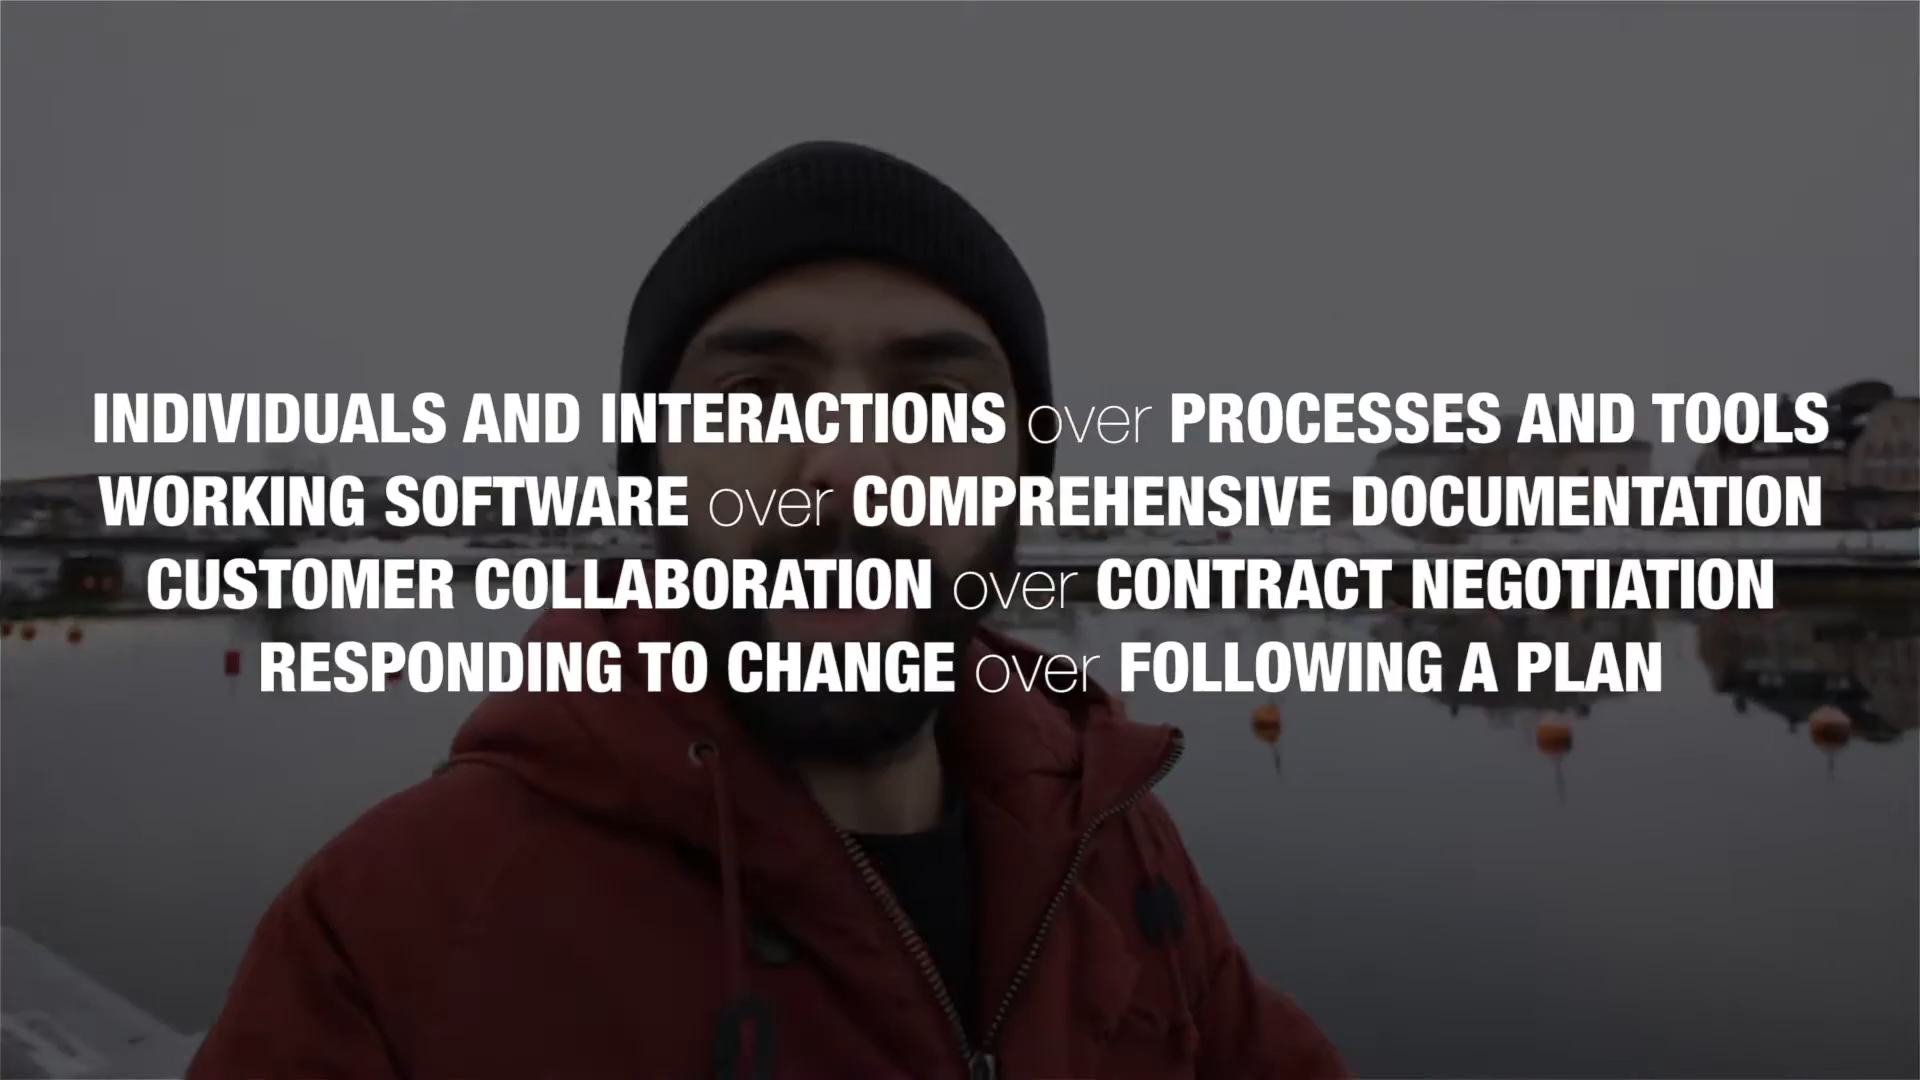 INDIVIDUALS AND INTERACTIONS over PROCESSES AND TOOLS
WORKING SOFTWARE over COMPREHENSIVE DOCUMENTATION
CUSTOMER COLLABORATION over CONTRACT NEGOTIATION
RESPONDING TO CHANGE over FOLLOWING A PLAN